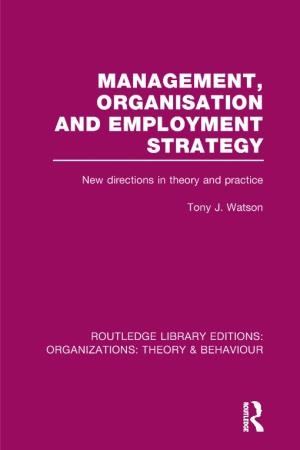 MANAGEMENT,
ORGANISATION
AND EMPLOYMENT
STRATEGY
New directions in theory and practice
Tony J. Watson
ROUTLEDGE LIBRARY EDITIONS:
ORGANIZATIONS: THEORY & BEHAVIOUR
ROUTLEDGE